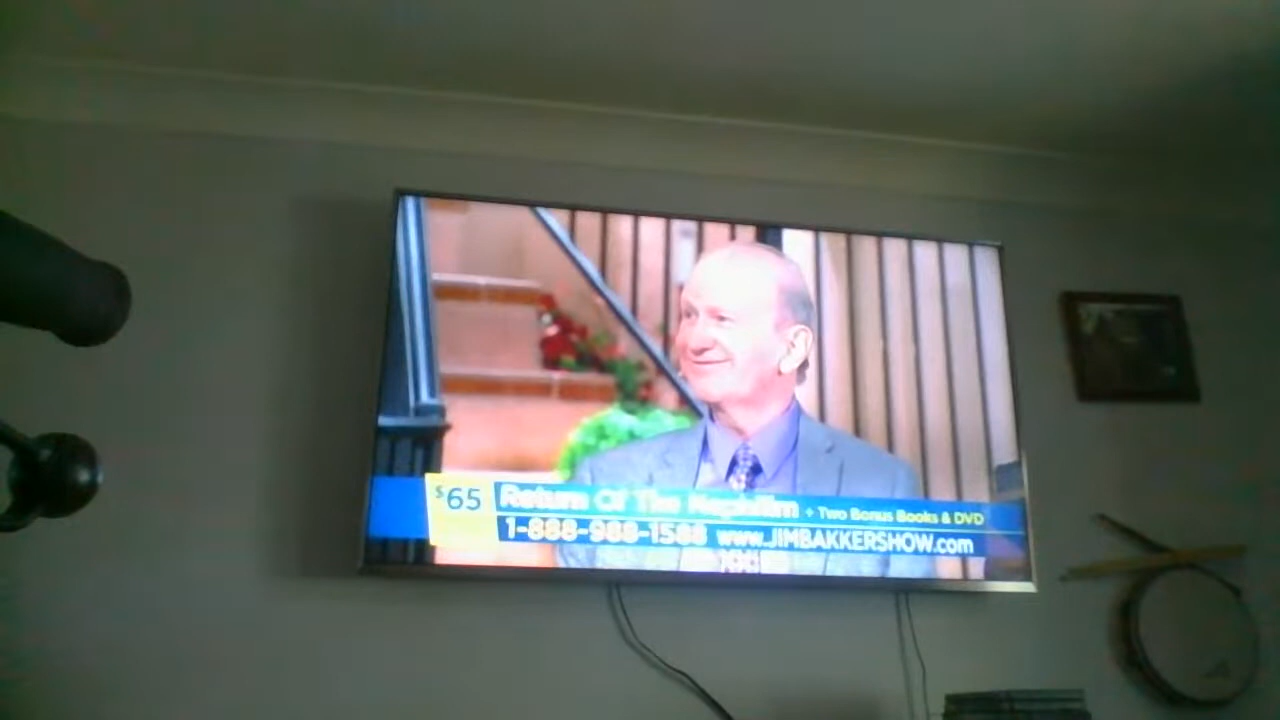 $65 Return Of The Nephilim + Two Bonus Books & DVD
1-888-988-1588 www.JIMBAKKERSHOW.com